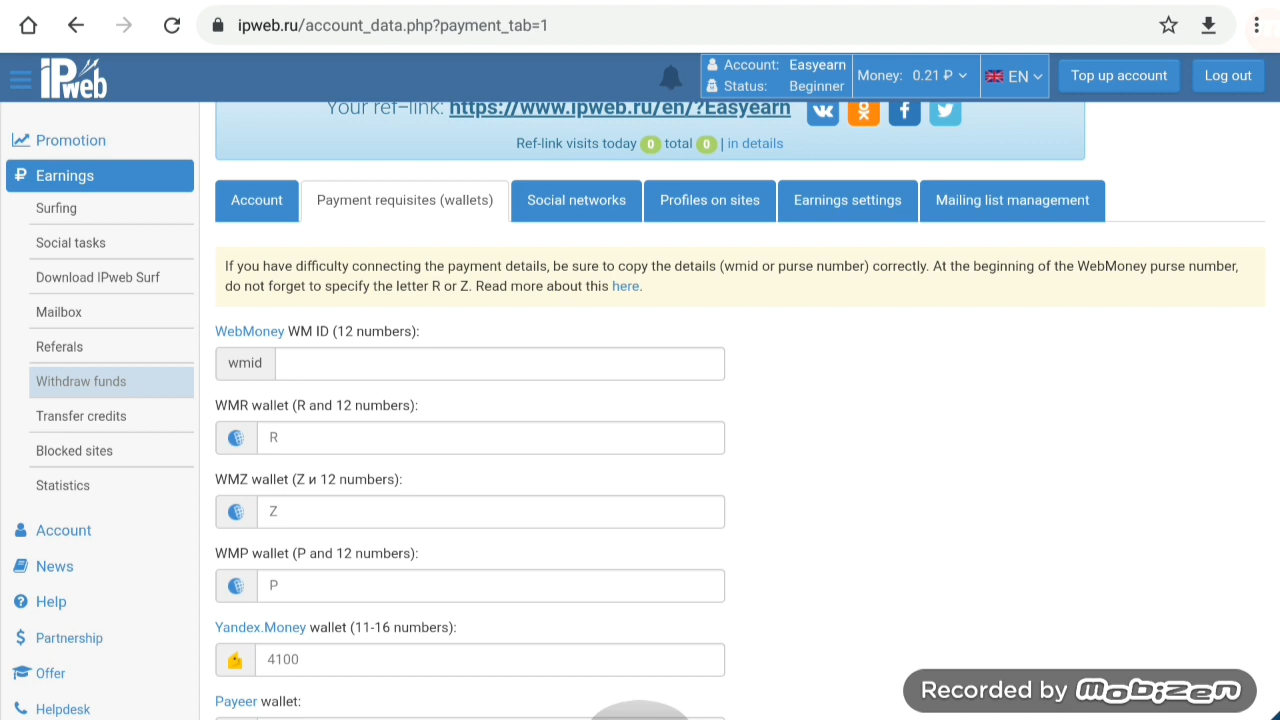 ipweb.ru/account_data.php?payment_tab=1
iPweb
Account: Easyearn
Status: Beginner
Money: 0.21 ₽
EN
Top up account
Log out
Your ref-link: https://www.ipweb.ru/en/?Easyearn
Ref-link visits today 0 total 0 | in details
Promotion
Earnings
Surfing
Social tasks
Download IPweb Surf
Mailbox
Referals
Withdraw funds
Transfer credits
Blocked sites
Statistics
Account
News
Help
Partnership
Offer
Helpdesk
Account
Payment requisites (wallets)
Social networks
Profiles on sites
Earnings settings
Mailing list management
If you have difficulty connecting the payment details, be sure to copy the details (wmid or purse number) correctly. At the beginning of the WebMoney purse number,
do not forget to specify the letter R or Z. Read more about this here.
WebMoney WM ID (12 numbers):
wmid
WMR wallet (R and 12 numbers):
R
WMZ wallet (Z и 12 numbers):
Z
WMP wallet (P and 12 numbers):
P
Yandex.Money wallet (11-16 numbers):
4100
Payeer wallet:
Recorded by mobizen